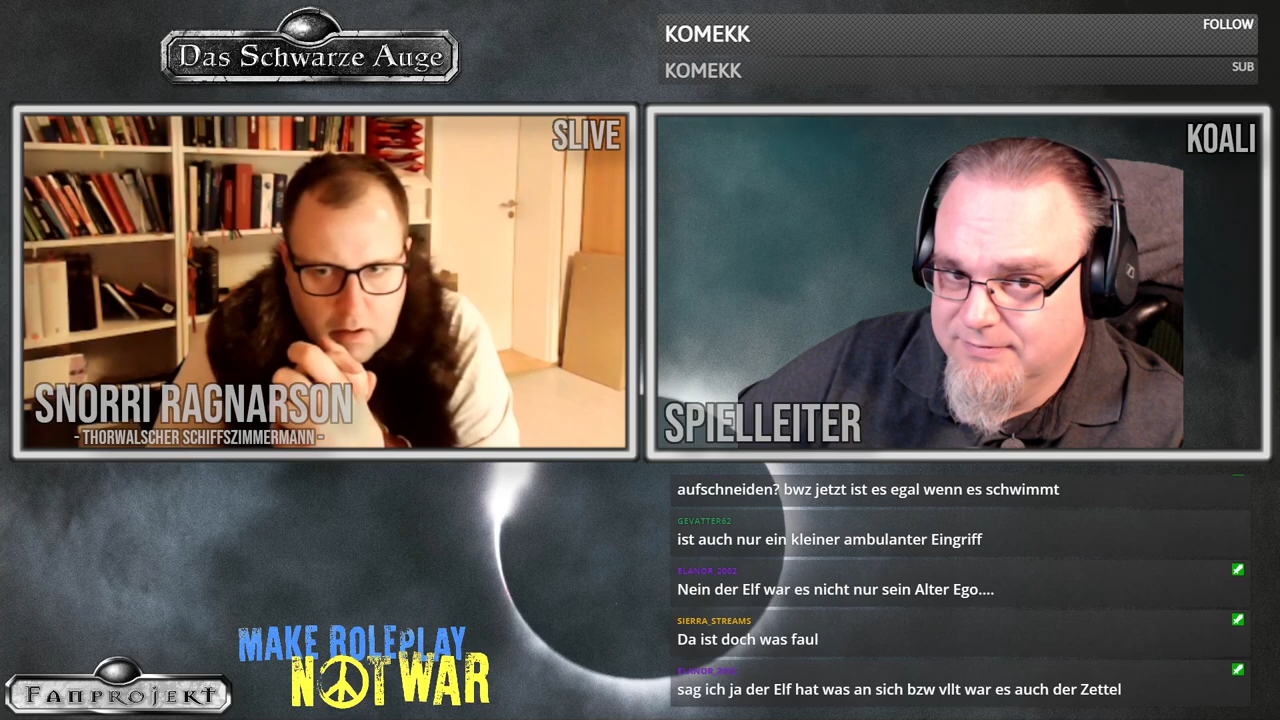 Das Schwarze Auge
KOMEKK
FOLLOW
KOMEKK
SUB
SLIVE
SNORRI RAGNARSON
- THORWALSCHER SCHIFFSZIMMERMANN -
KOALI
SPIELLEITER
aufschneiden? bwz jetzt ist es egal wenn es schwimmt
GEVATTER62
ist auch nur ein kleiner ambulanter Eingriff
ELANOR_2002
Nein der Elf war es nicht nur sein Alter Ego....
SIERRA_STREAMS
Da ist doch was faul
ELANOR_2002
sag ich ja der Elf hat was an sich bzw vllt war es auch der Zettel
MAKE ROLEPLAY
NOT WAR
FANPROJEKT